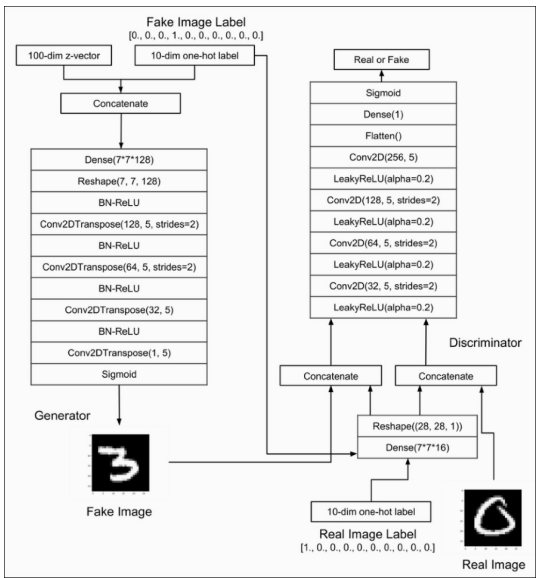 Fake Image Label
[0., 0., 0., 1., 0., 0., 0., 0., 0., 0.]
100-dim z-vector
10-dim one-hot label
Concatenate
Dense(7*7*128)
Reshape(7, 7, 128)
BN-ReLU
Conv2DTranspose(128, 5, strides=2)
BN-ReLU
Conv2DTranspose(64, 5, strides=2)
BN-ReLU
Conv2DTranspose(32, 5)
BN-ReLU
Conv2DTranspose(1, 5)
Sigmoid
Generator
3
Fake Image
Real or Fake
Sigmoid
Dense(1)
Flatten()
Conv2D(256, 5)
LeakyReLU(alpha=0.2)
Conv2D(128, 5, strides=2)
LeakyReLU(alpha=0.2)
Conv2D(64, 5, strides=2)
LeakyReLU(alpha=0.2)
Conv2D(32, 5, strides=2)
LeakyReLU(alpha=0.2)
Discriminator
Concatenate
Concatenate
Reshape((28, 28, 1))
Dense(7*7*16)
10-dim one-hot label
Real Image Label
[1., 0., 0., 0., 0., 0., 0., 0., 0., 0.]
0
Real Image